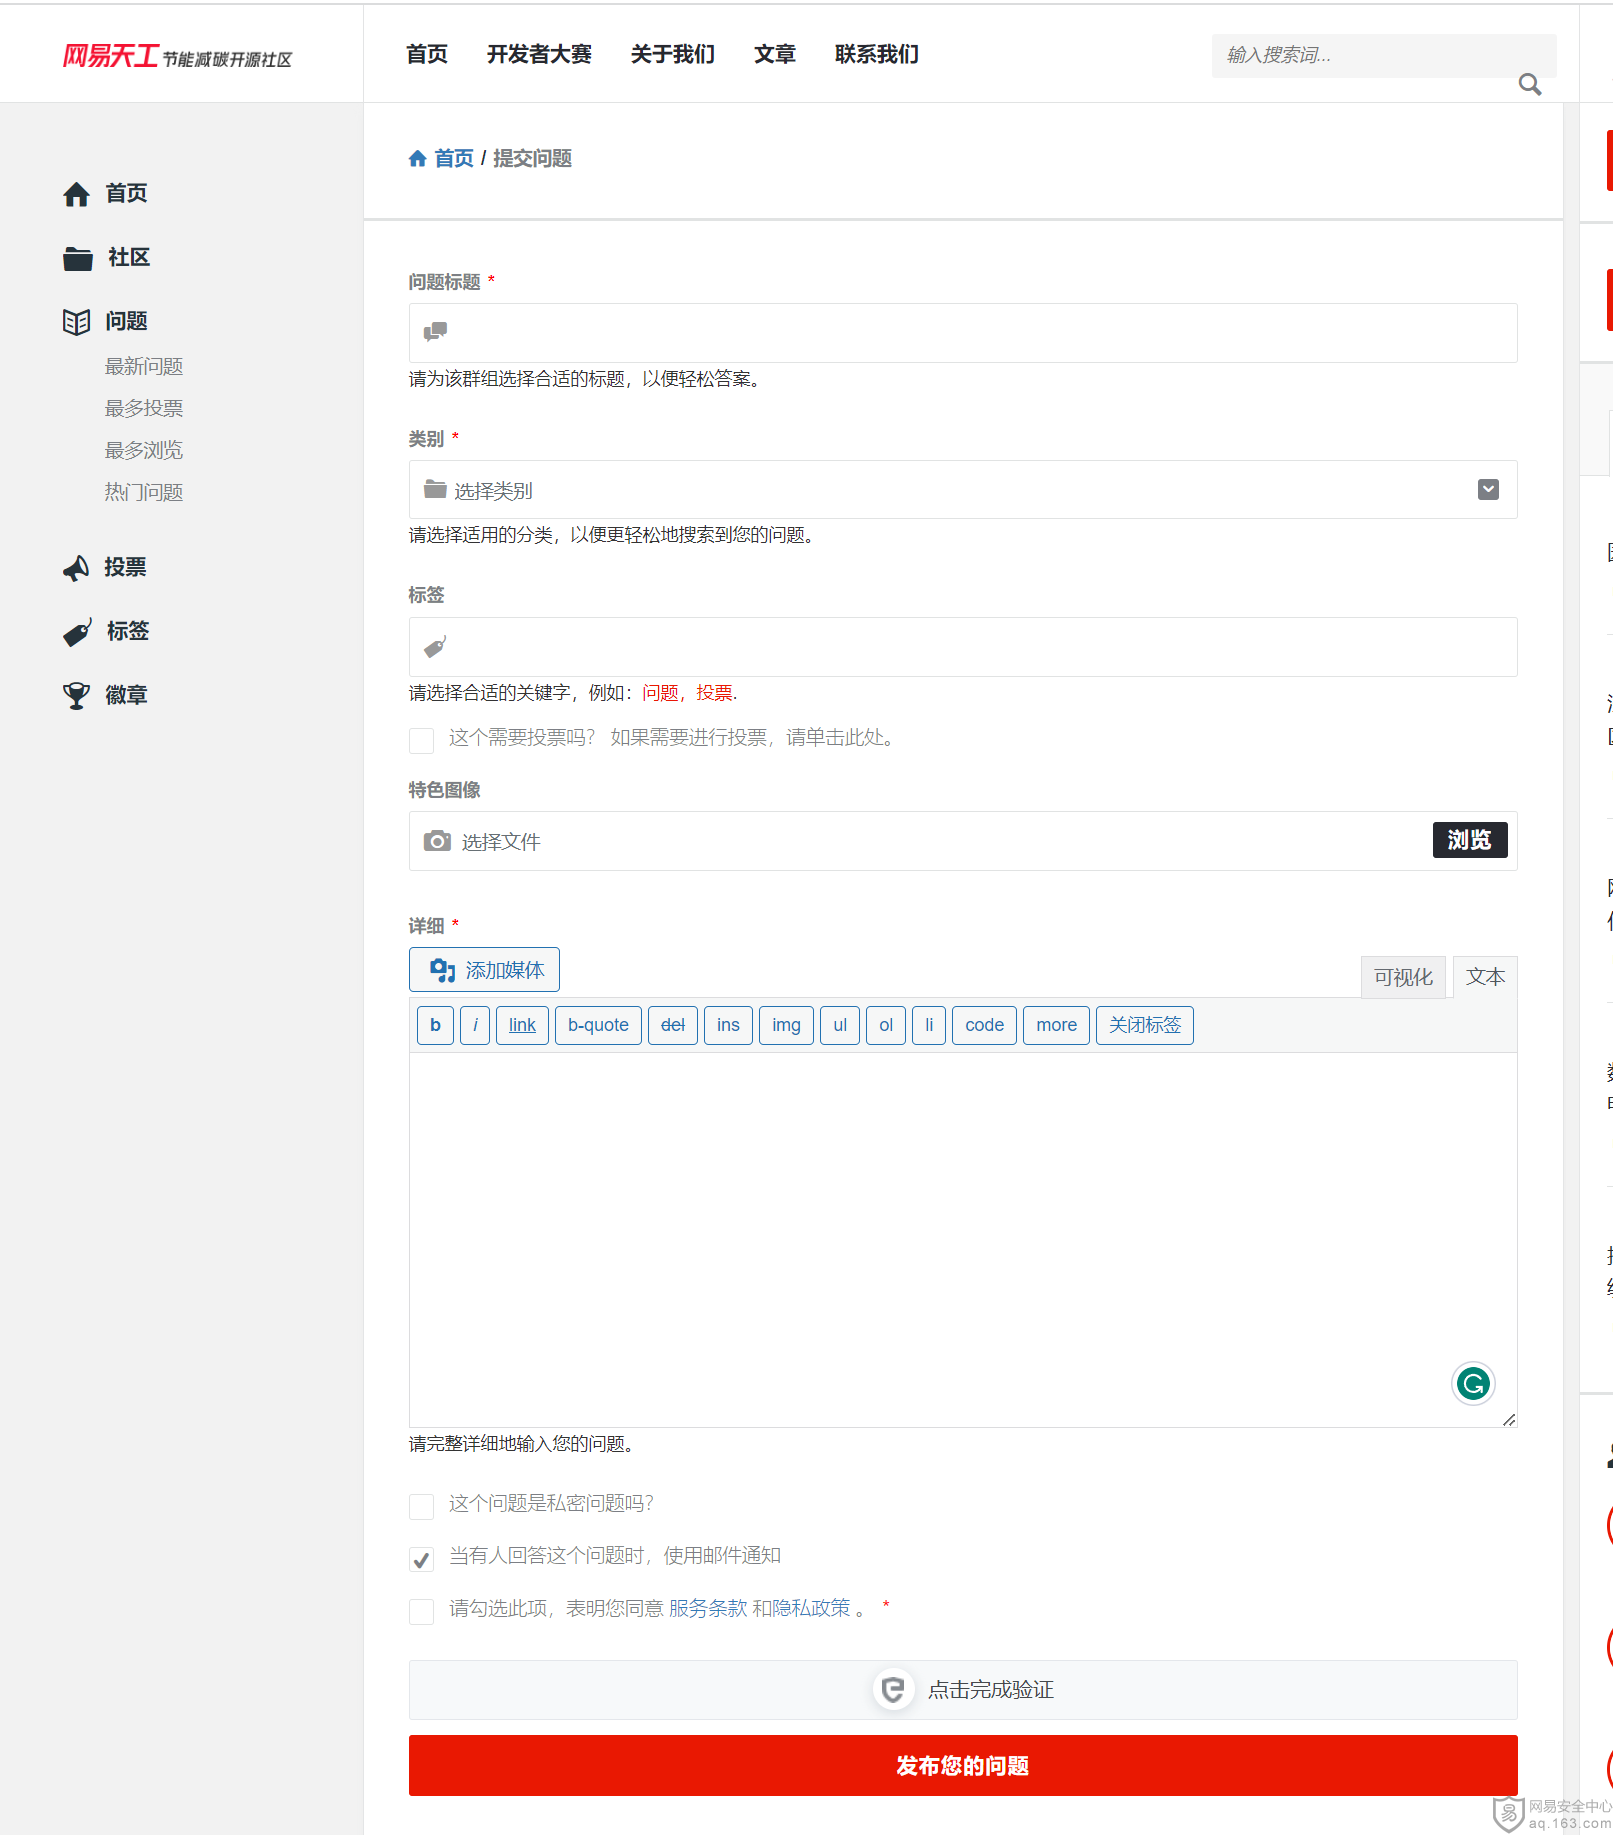 网易天工 节能减碳开源社区
首页 开发者大赛 关于我们 文章 联系我们
输入搜索词...
首页
社区
问题
最新问题
最多投票
最多浏览
热门问题
投票
标签
徽章
首页 / 提交问题
问题标题 *
请为该群组选择合适的标题，以便轻松答案。
类别 *
选择类别
请选择适用的分类，以便更轻松地搜索到您的问题。
标签
请选择合适的关键字，例如：问题，投票.
这个需要投票吗？ 如果需要进行投票，请单击此处。
特色图像
选择文件
浏览
详细 *
添加媒体
可视化 文本
b i link b-quote del ins img ul ol li code more 关闭标签
请完整详细地输入您的问题。
这个问题是私密问题吗?
当有人回答这个问题时，使用邮件通知
请勾选此项，表明您同意 服务条款 和隐私政策 。 *
点击完成验证
发布您的问题
网易安全中心
aq.163.com